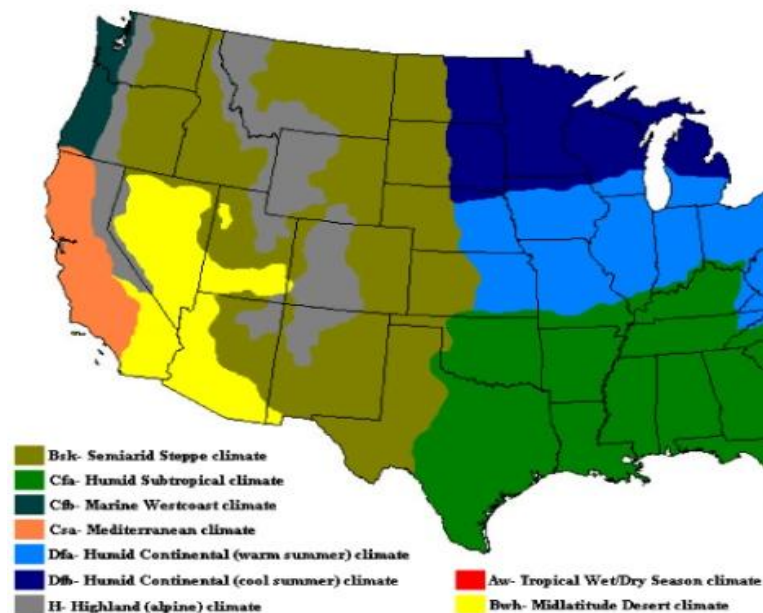 Bsk- Semiarid Steppe climate
Cfa- Humid Subtropical climate
Cfb- Marine Westcoast climate
Csa- Mediterranean climate
Dfa- Humid Continental (warm summer) climate
Dfb- Humid Continental (cool summer) climate
H- Highland (alpine) climate
Aw- Tropical Wet/Dry Season climate
Bwh- Midlatitude Desert climate